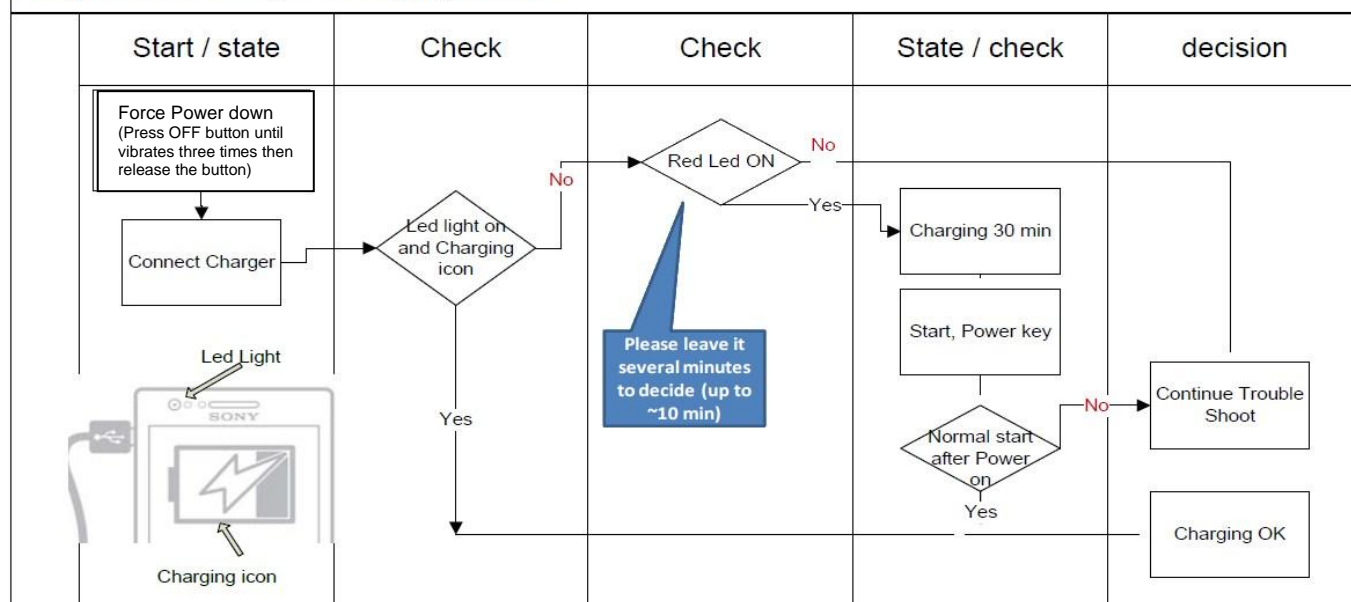 Start / state
Check
Check
State / check
decision
Force Power down
(Press OFF button until
vibrates three times then
release the button)
Connect Charger
Led light on
and Charging
icon
No
Yes
Red Led ON
No
Yes
Please leave it
several minutes
to decide (up to
~10 min)
Charging 30 min
Start, Power key
Normal start
after Power
on
No
Yes
Continue Trouble
Shoot
Charging OK
Led Light
SONY
Charging icon